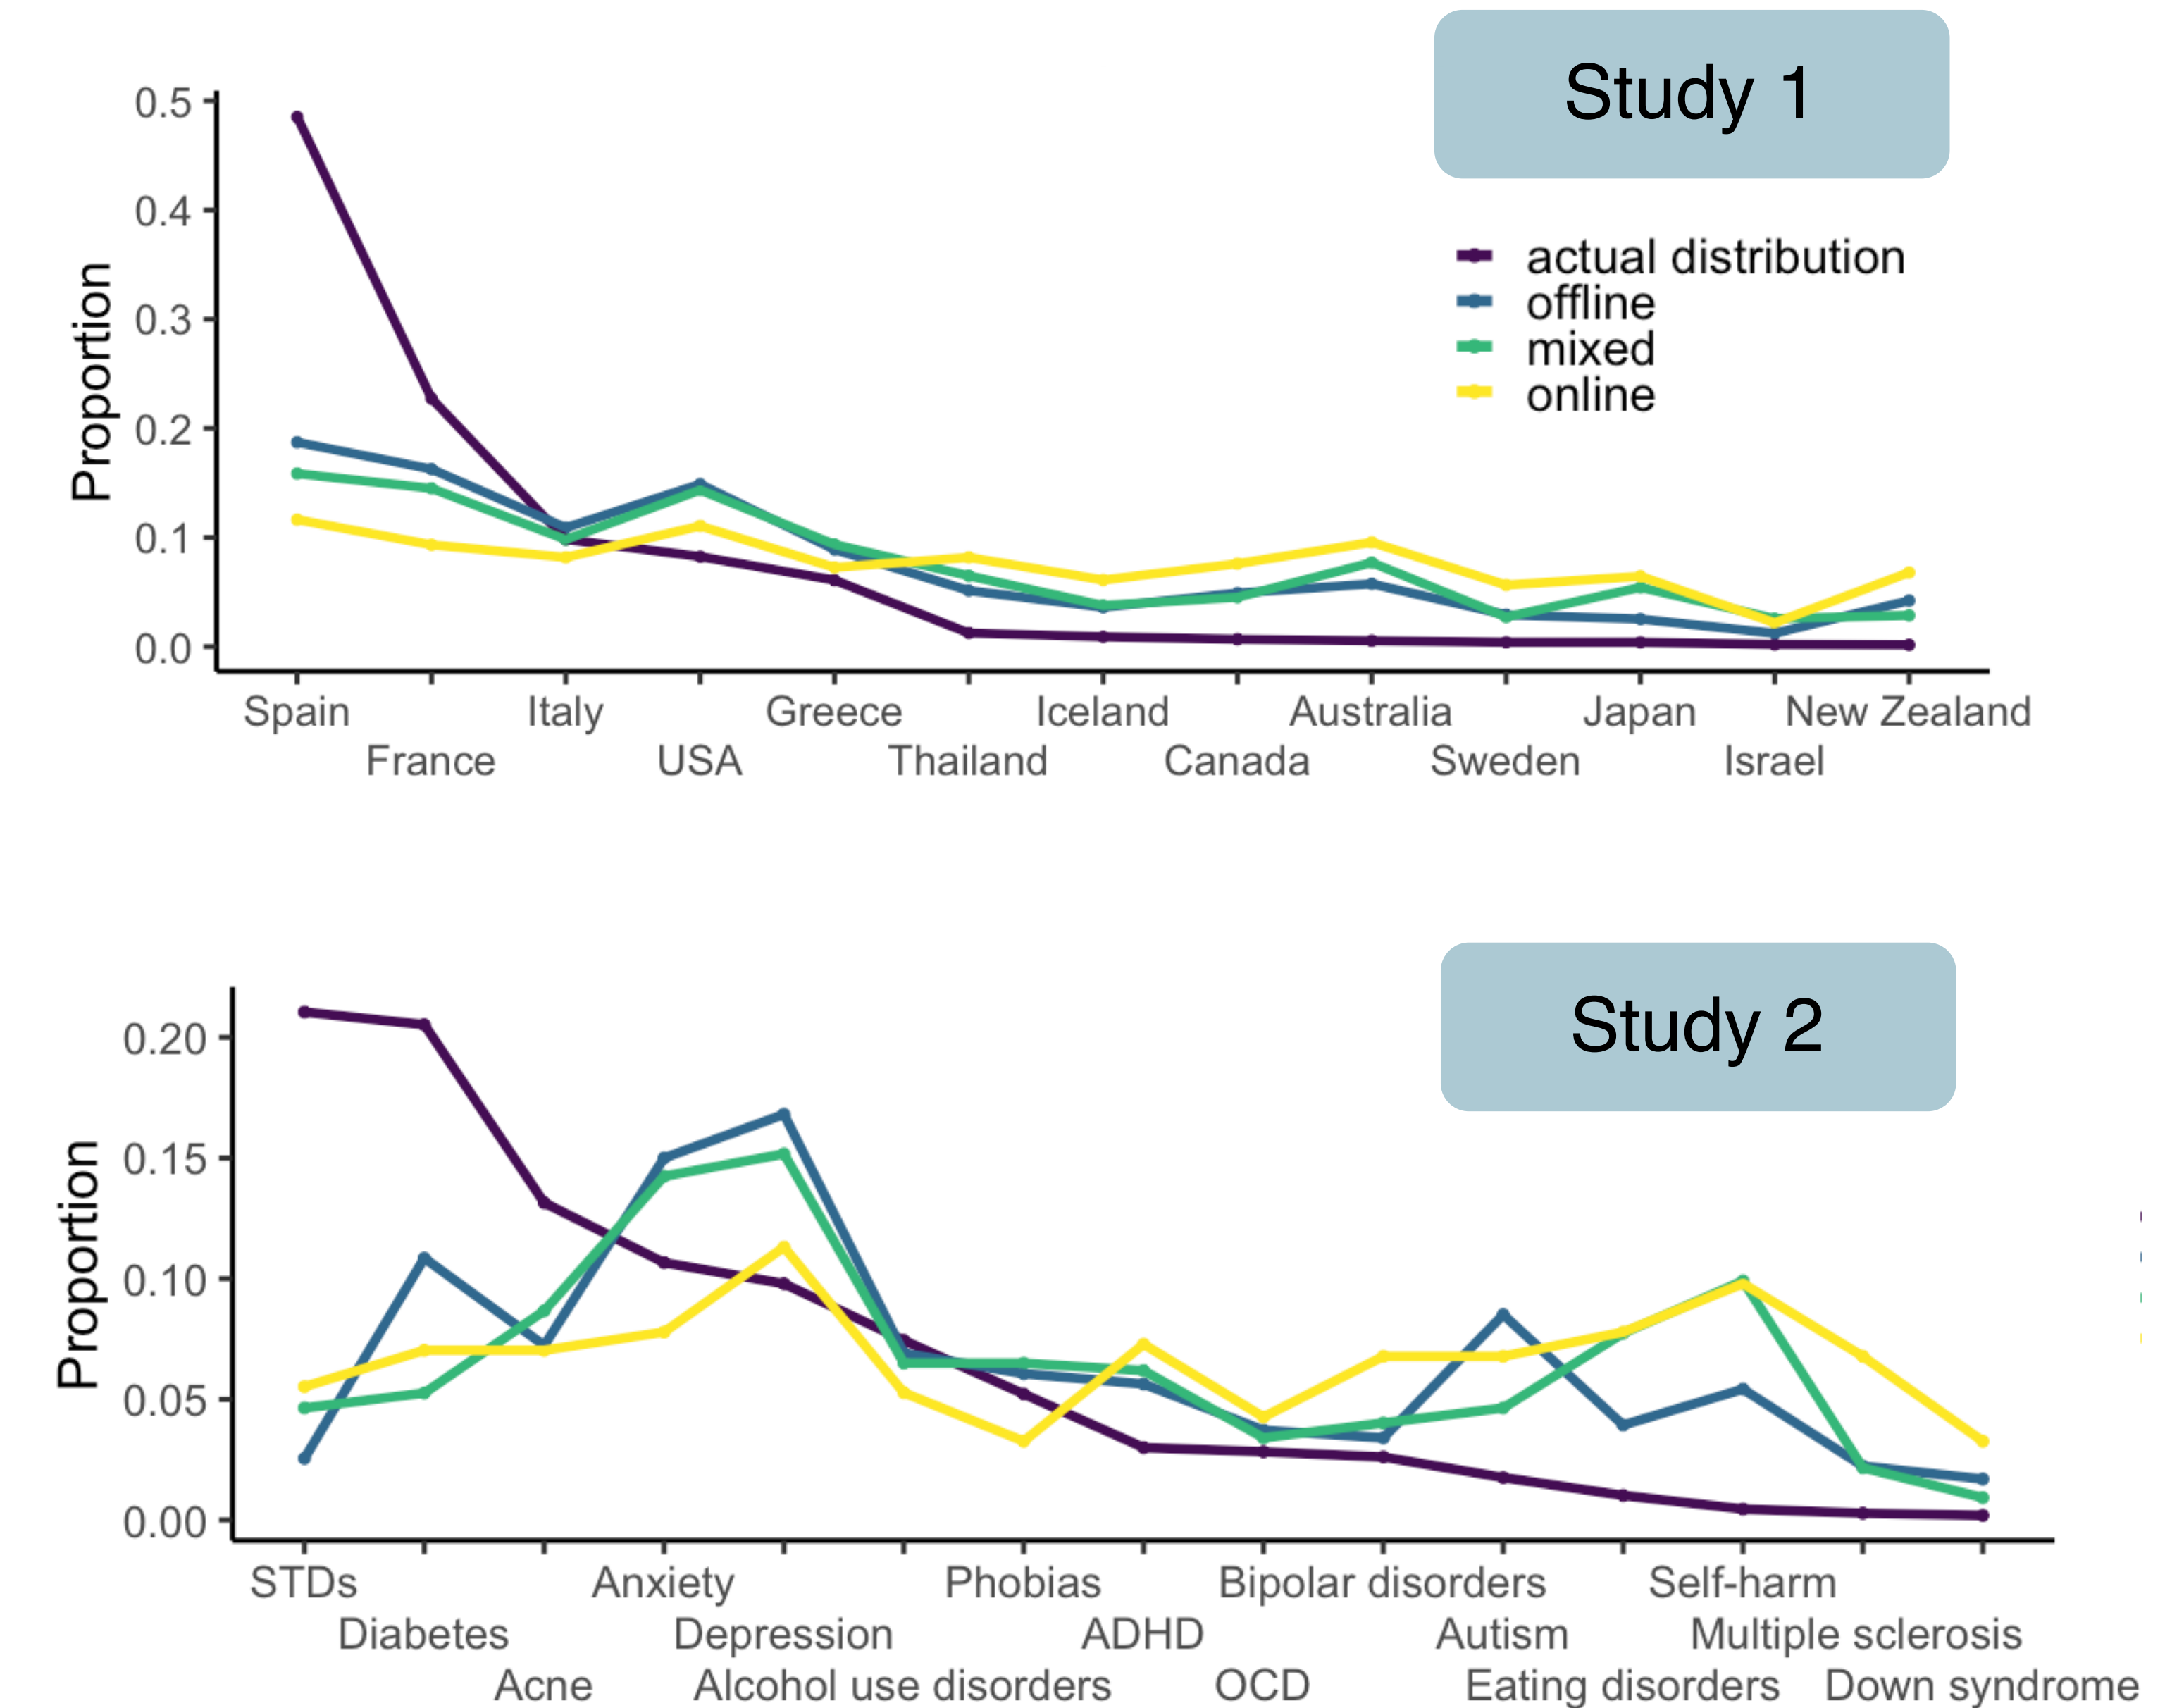 Study 1
0.5
0.4
0.3
0.2
0.1
0.0
Proportion
actual distribution
offline
mixed
online
Spain
France
Italy
USA
Greece
Thailand
Iceland
Canada
Australia
Sweden
Japan
Israel
New Zealand
Study 2
0.20
0.15
0.10
0.05
0.00
Proportion
STDs
Diabetes
Acne
Anxiety
Depression
Alcohol use disorders
Phobias
ADHD
OCD
Bipolar disorders
Autism
Eating disorders
Self-harm
Multiple sclerosis
Down syndrome